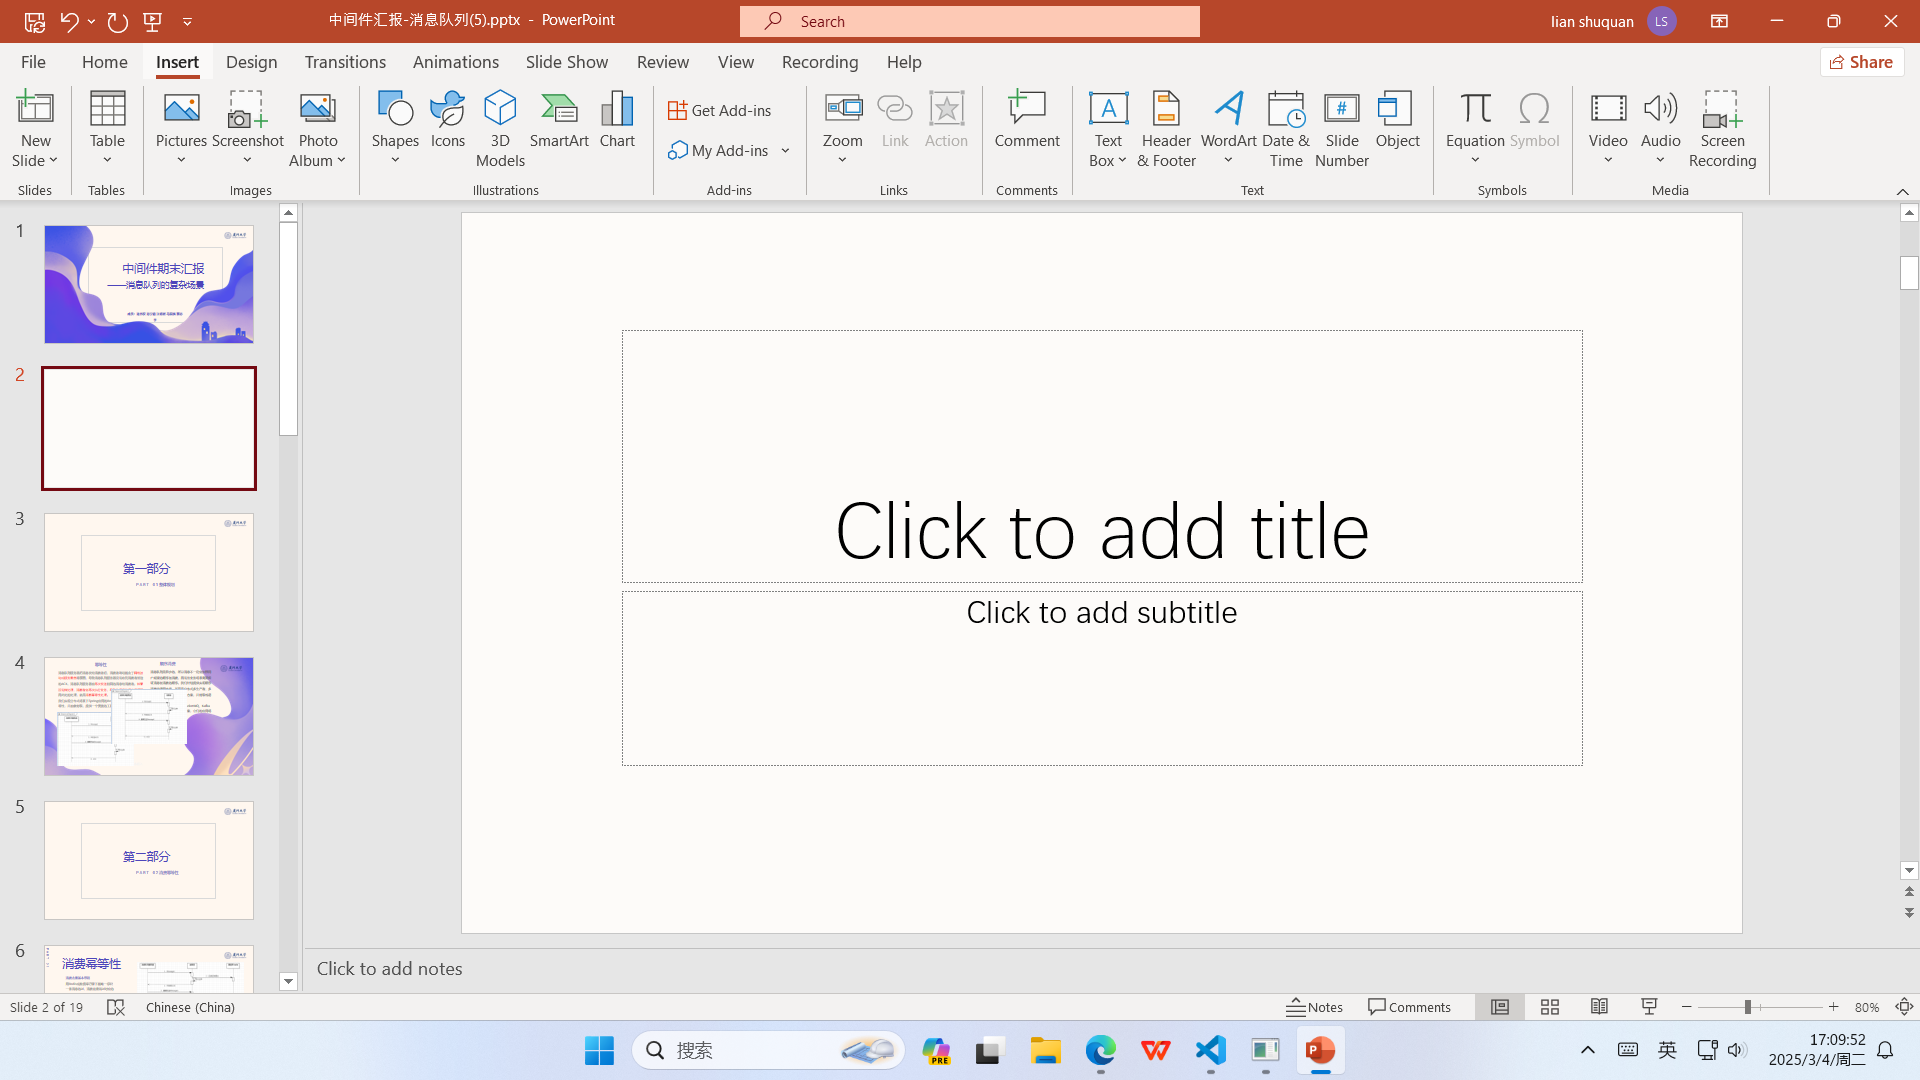 中间件汇报-消息队列(5).pptx - PowerPoint
Search
lian shuquan
LS
File
Home
Insert
Design
Transitions
Animations
Slide Show
Review
View
Recording
Help
Share
New Slide
Table
Pictures
Screenshot
Photo Album
Shapes
Icons
3D Models
SmartArt
Chart
Get Add-ins
My Add-ins
Zoom
Link
Action
Comment
Text Box
Header & Footer
WordArt
Date & Time
Slide Number
Object
Equation
Symbol
Video
Audio
Screen Recording
Slides
Tables
Images
Illustrations
Add-ins
Links
Comments
Text
Symbols
Media
1
中间件期末汇报
——消息队列的复杂场景
2
3
第一部分
4
5
第二部分
6
消费幂等性
Click to add title
Click to add subtitle
Click to add notes
Slide 2 of 19
Chinese (China)
Notes
Comments
80%
搜索
PRE
英
17:09:52
2025/3/4/周二